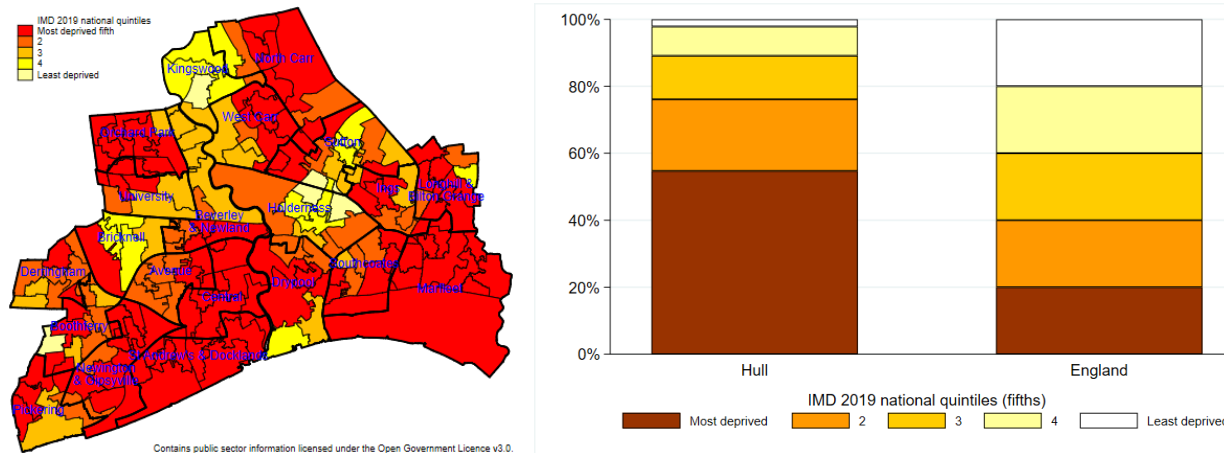 IMD 2019 national quintiles
Most deprived fifth
2
3
4
Least deprived
Kingswood
North Carr
West Carr
Orchard Park
Sutton
University
Ings
Longhill &
Bilton Grange
Holderness
Beverley
& Newland
Bricknell
Derringham
Avenue
Southcoates
Central
Drypool
Marfleet
Boothferry
St Andrew's & Docklands
Newington
& Gipsyville
Pickering
Contains public sector information licensed under the Open Government Licence v3.0.
100%
80%
60%
40%
20%
0%
Hull England
IMD 2019 national quintiles (fifths)
Most deprived 2 3 4 Least deprived